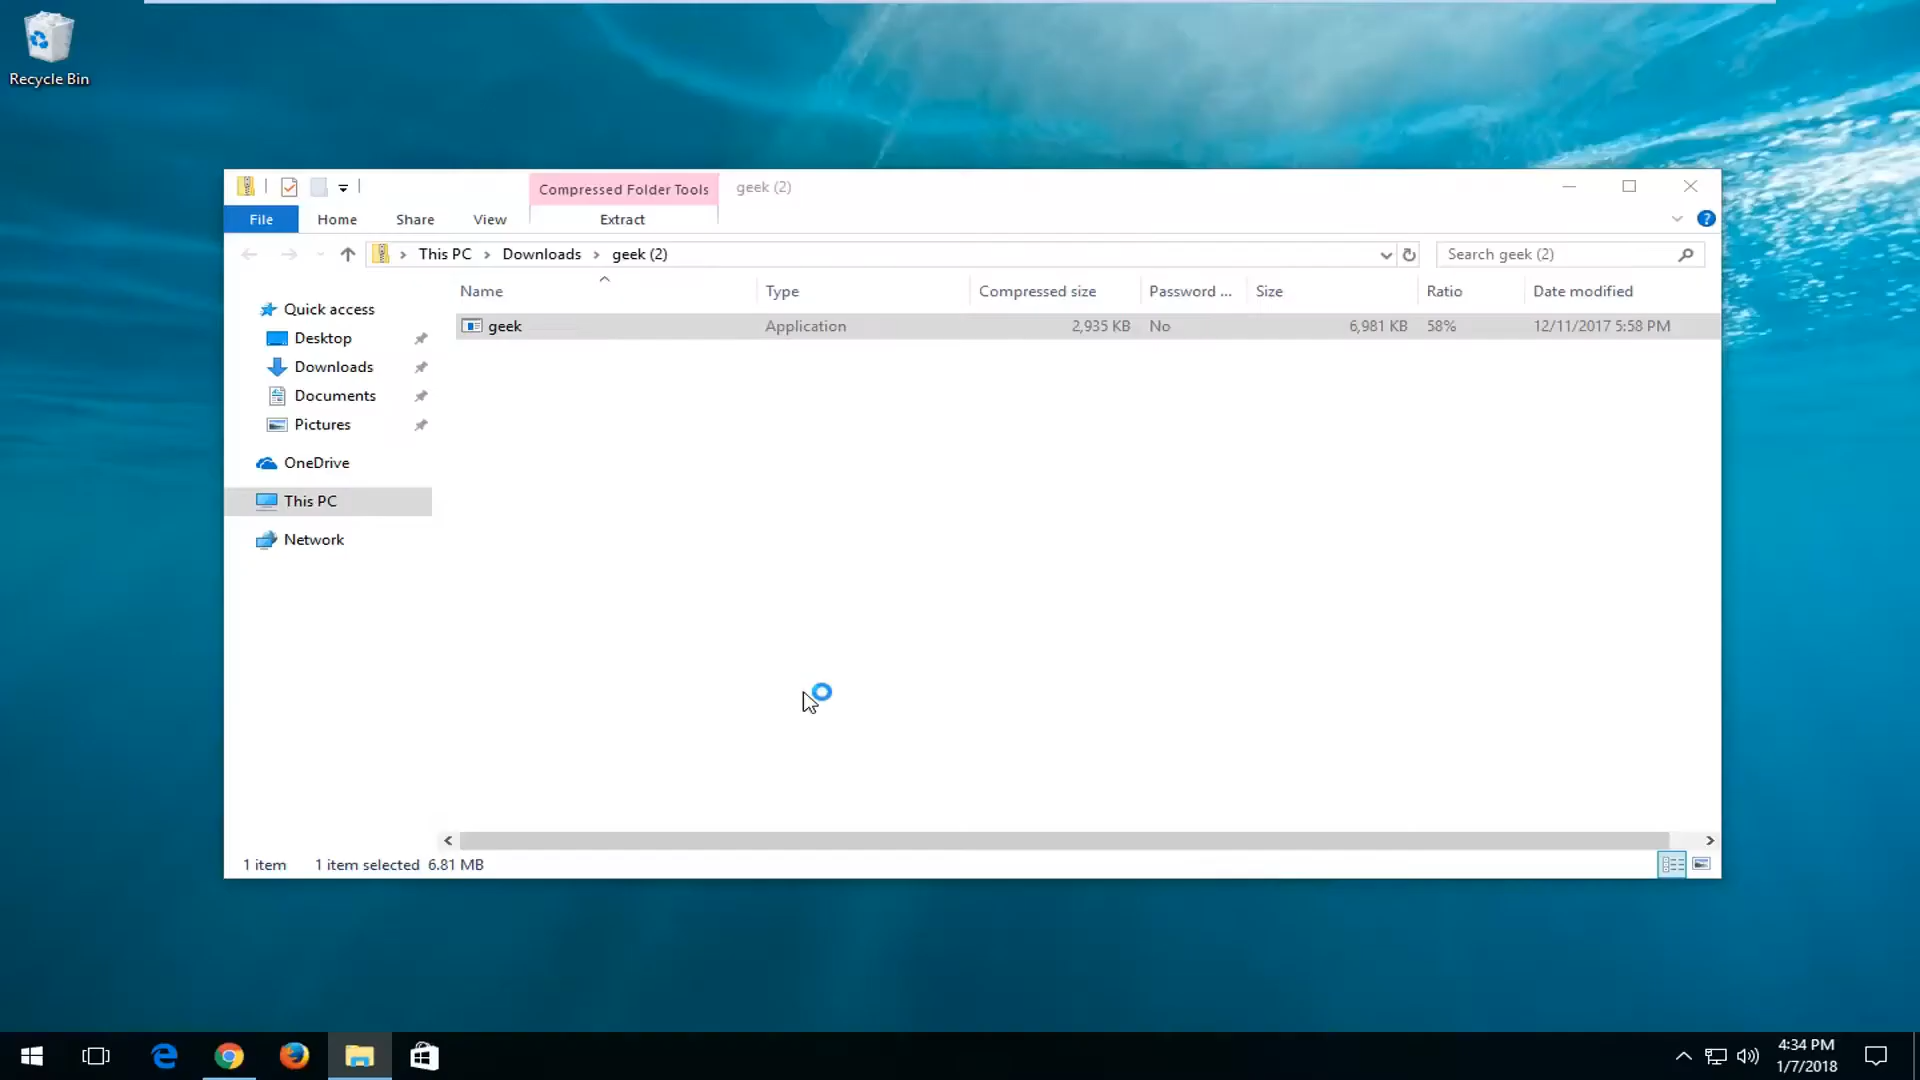 Recycle Bin
Compressed Folder Tools
geek (2)
File
Home
Share
View
Extract
This PC
Downloads
geek (2)
Search geek (2)
Name
Type
Compressed size
Password ...
Size
Ratio
Date modified
geek
Application
2,935 KB
No
6,981 KB
58%
12/11/2017 5:58 PM
Quick access
Desktop
Downloads
Documents
Pictures
OneDrive
This PC
Network
1 item
1 item selected 6.81 MB
4:34 PM
1/7/2018